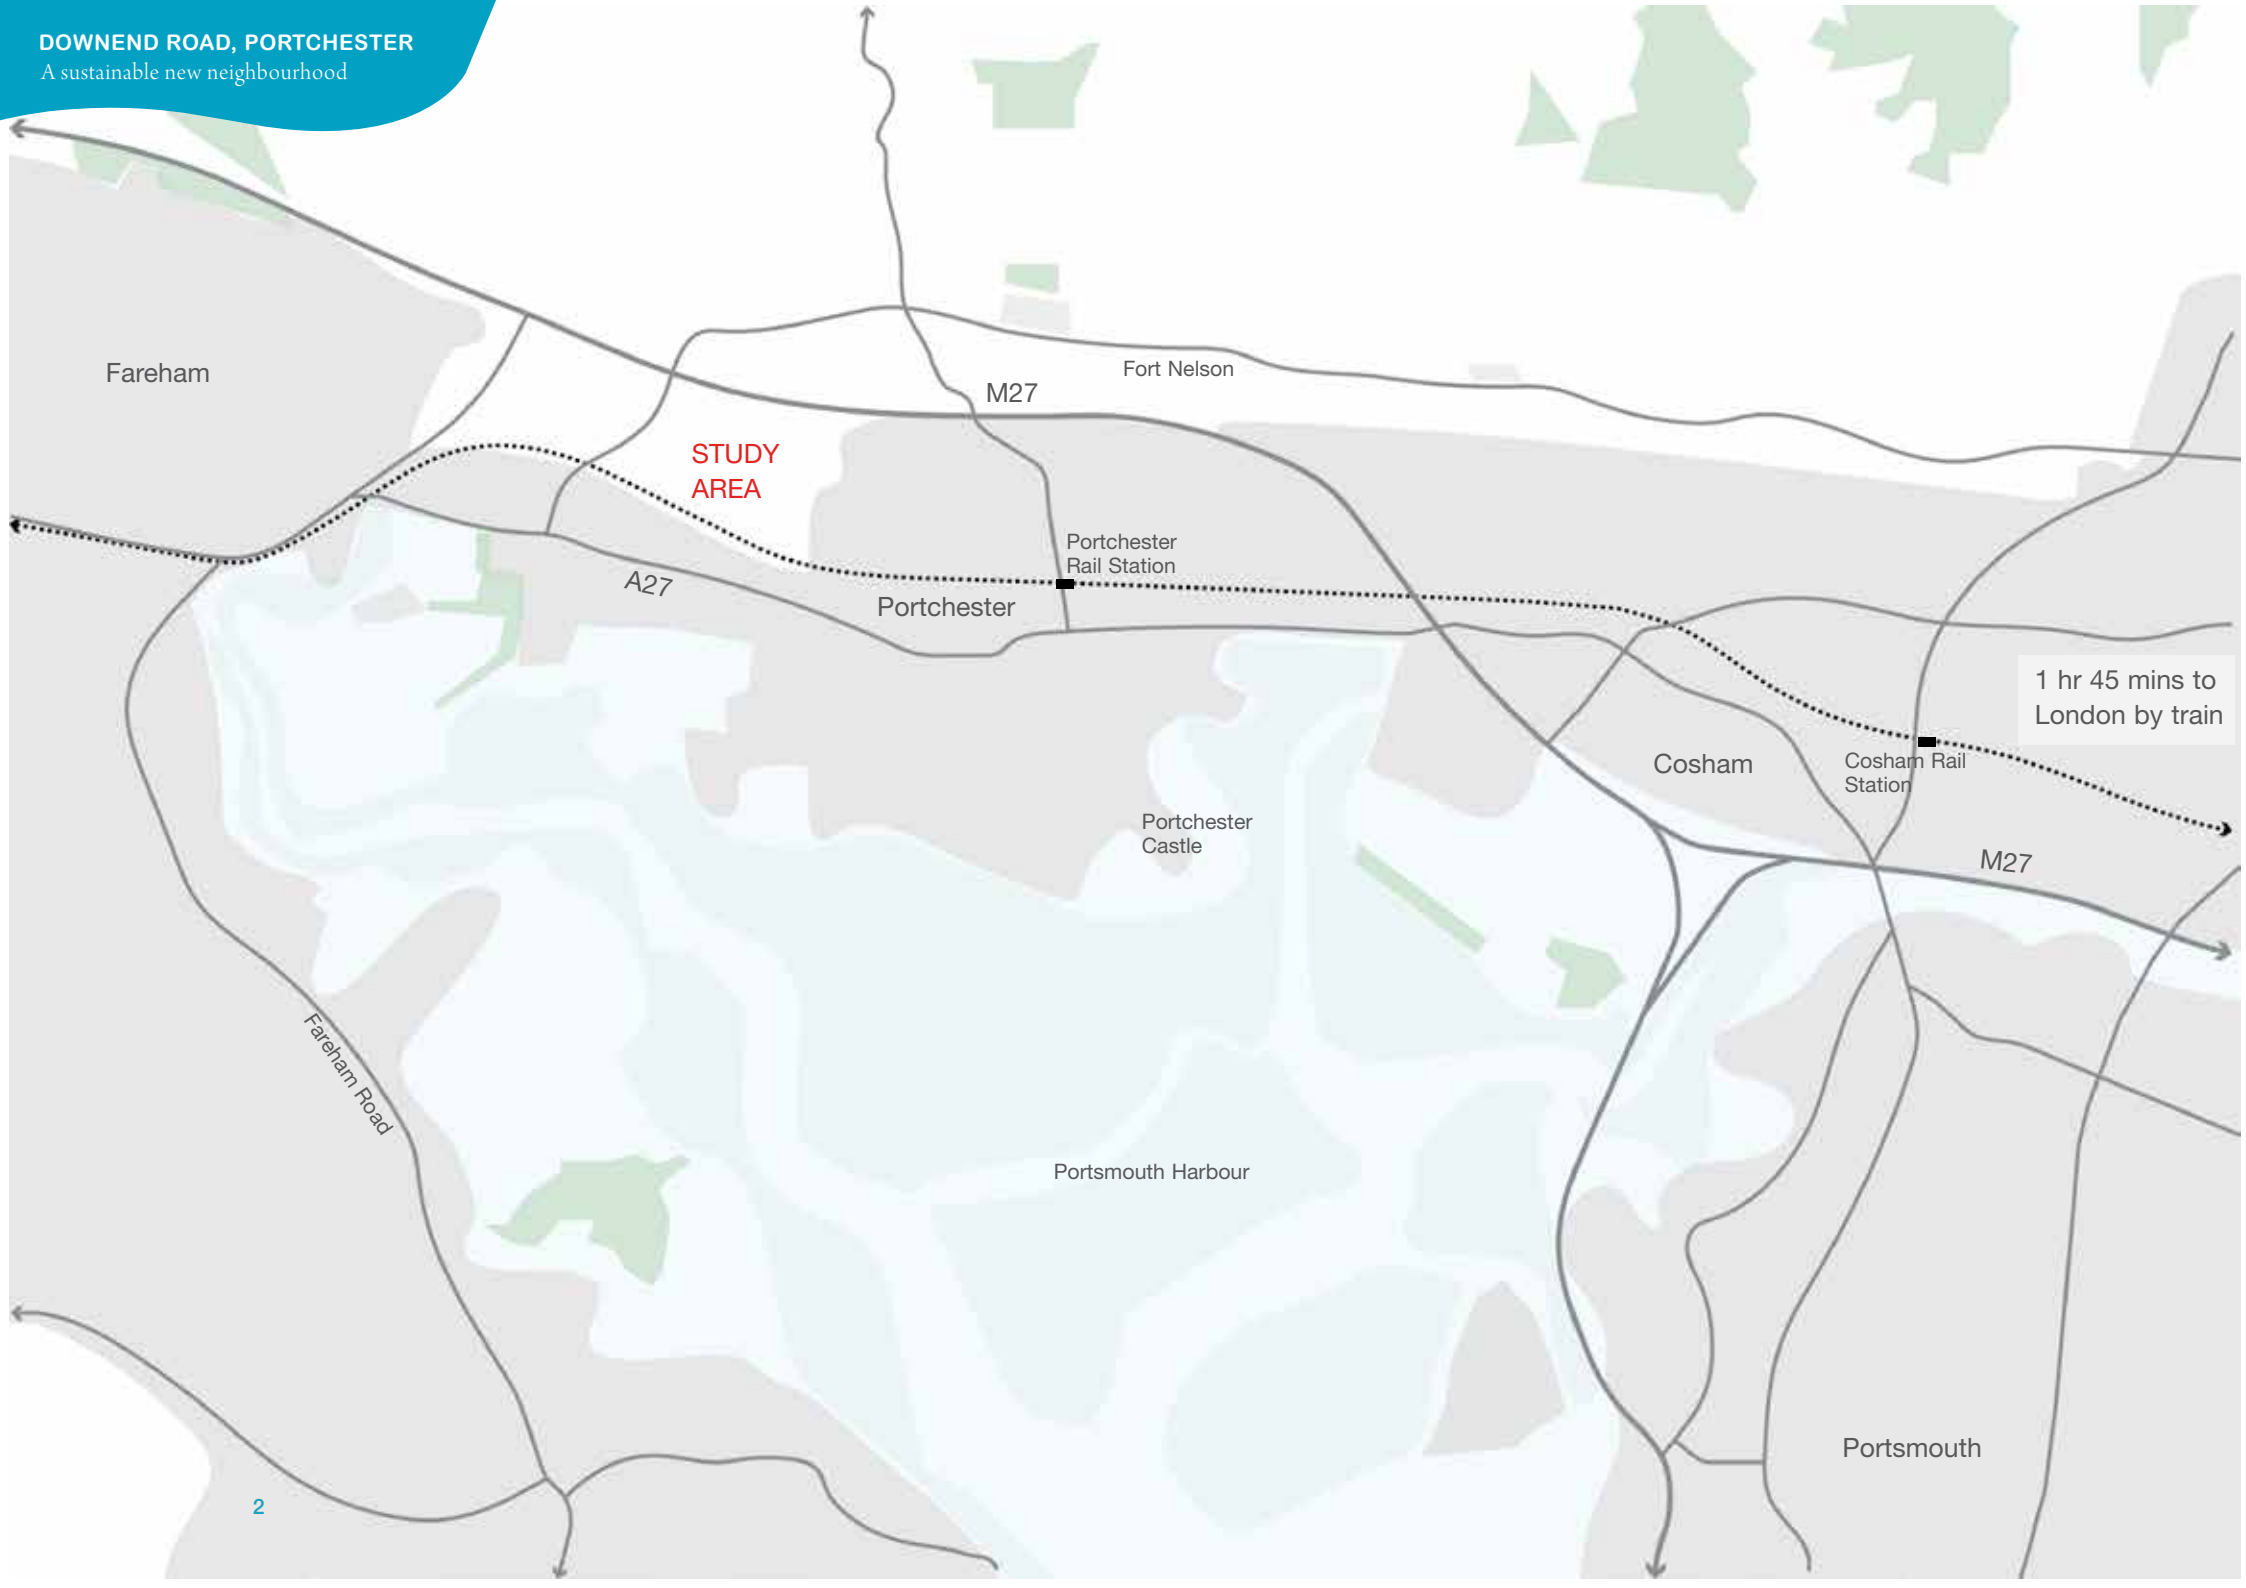 DOWNEND ROAD, PORTCHESTER
A sustainable new neighbourhood
Fareham
Fort Nelson
M27
STUDY
AREA
Portchester
Rail Station
A27
Portchester
1 hr 45 mins to
London by train
Cosham
Cosham Rail
Station
Portchester
Castle
M27
Fareham Road
Portsmouth Harbour
Portsmouth
2